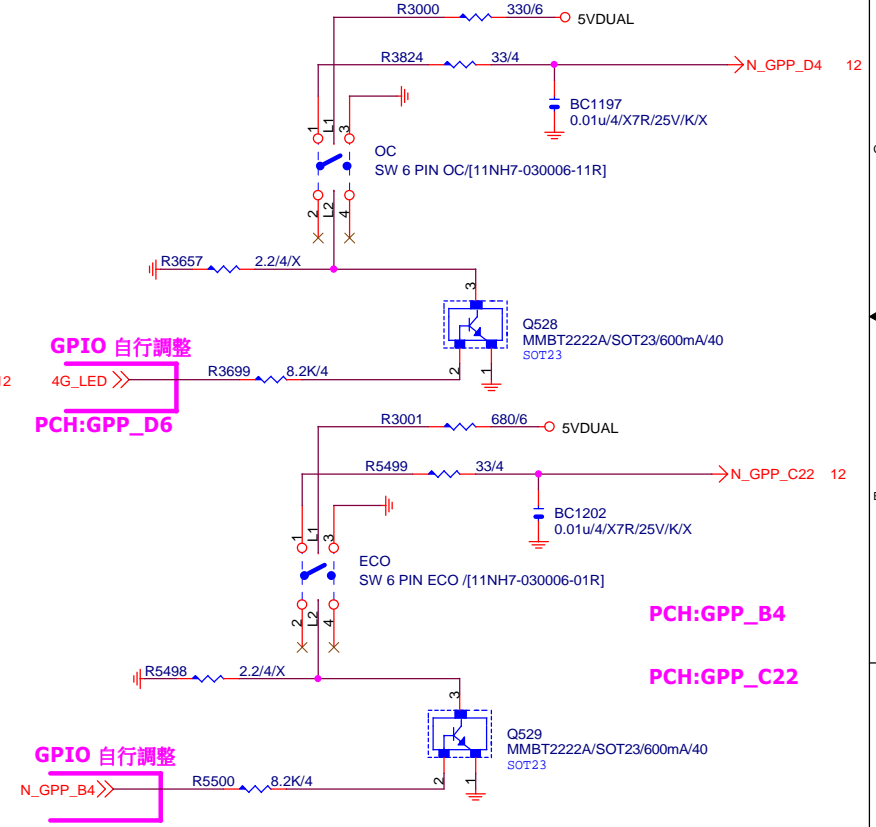 R3000 330/6 5VDUAL
R3824 33/4 N_GPP_D4 12
BC1197
0.01u/4/X7R/25V/K/X
1 L1 3
OC
SW 6 PIN OC/[11NH7-030006-11R]
2 L2 4
R3657 2.2/4/X
3
Q528
MMBT2222A/SOT23/600mA/40
SOT23
2 1
GPIO 自行調整
R3699 8.2K/4
12 4G_LED
PCH:GPP_D6
R3001 680/6 5VDUAL
R5499 33/4 N_GPP_C22 12
BC1202
0.01u/4/X7R/25V/K/X
1 L1 3
ECO
SW 6 PIN ECO /[11NH7-030006-01R]
2 L2 4
PCH:GPP_B4
R5498 2.2/4/X
PCH:GPP_C22
3
Q529
MMBT2222A/SOT23/600mA/40
SOT23
2 1
GPIO 自行調整
N_GPP_B4 R5500 8.2K/4